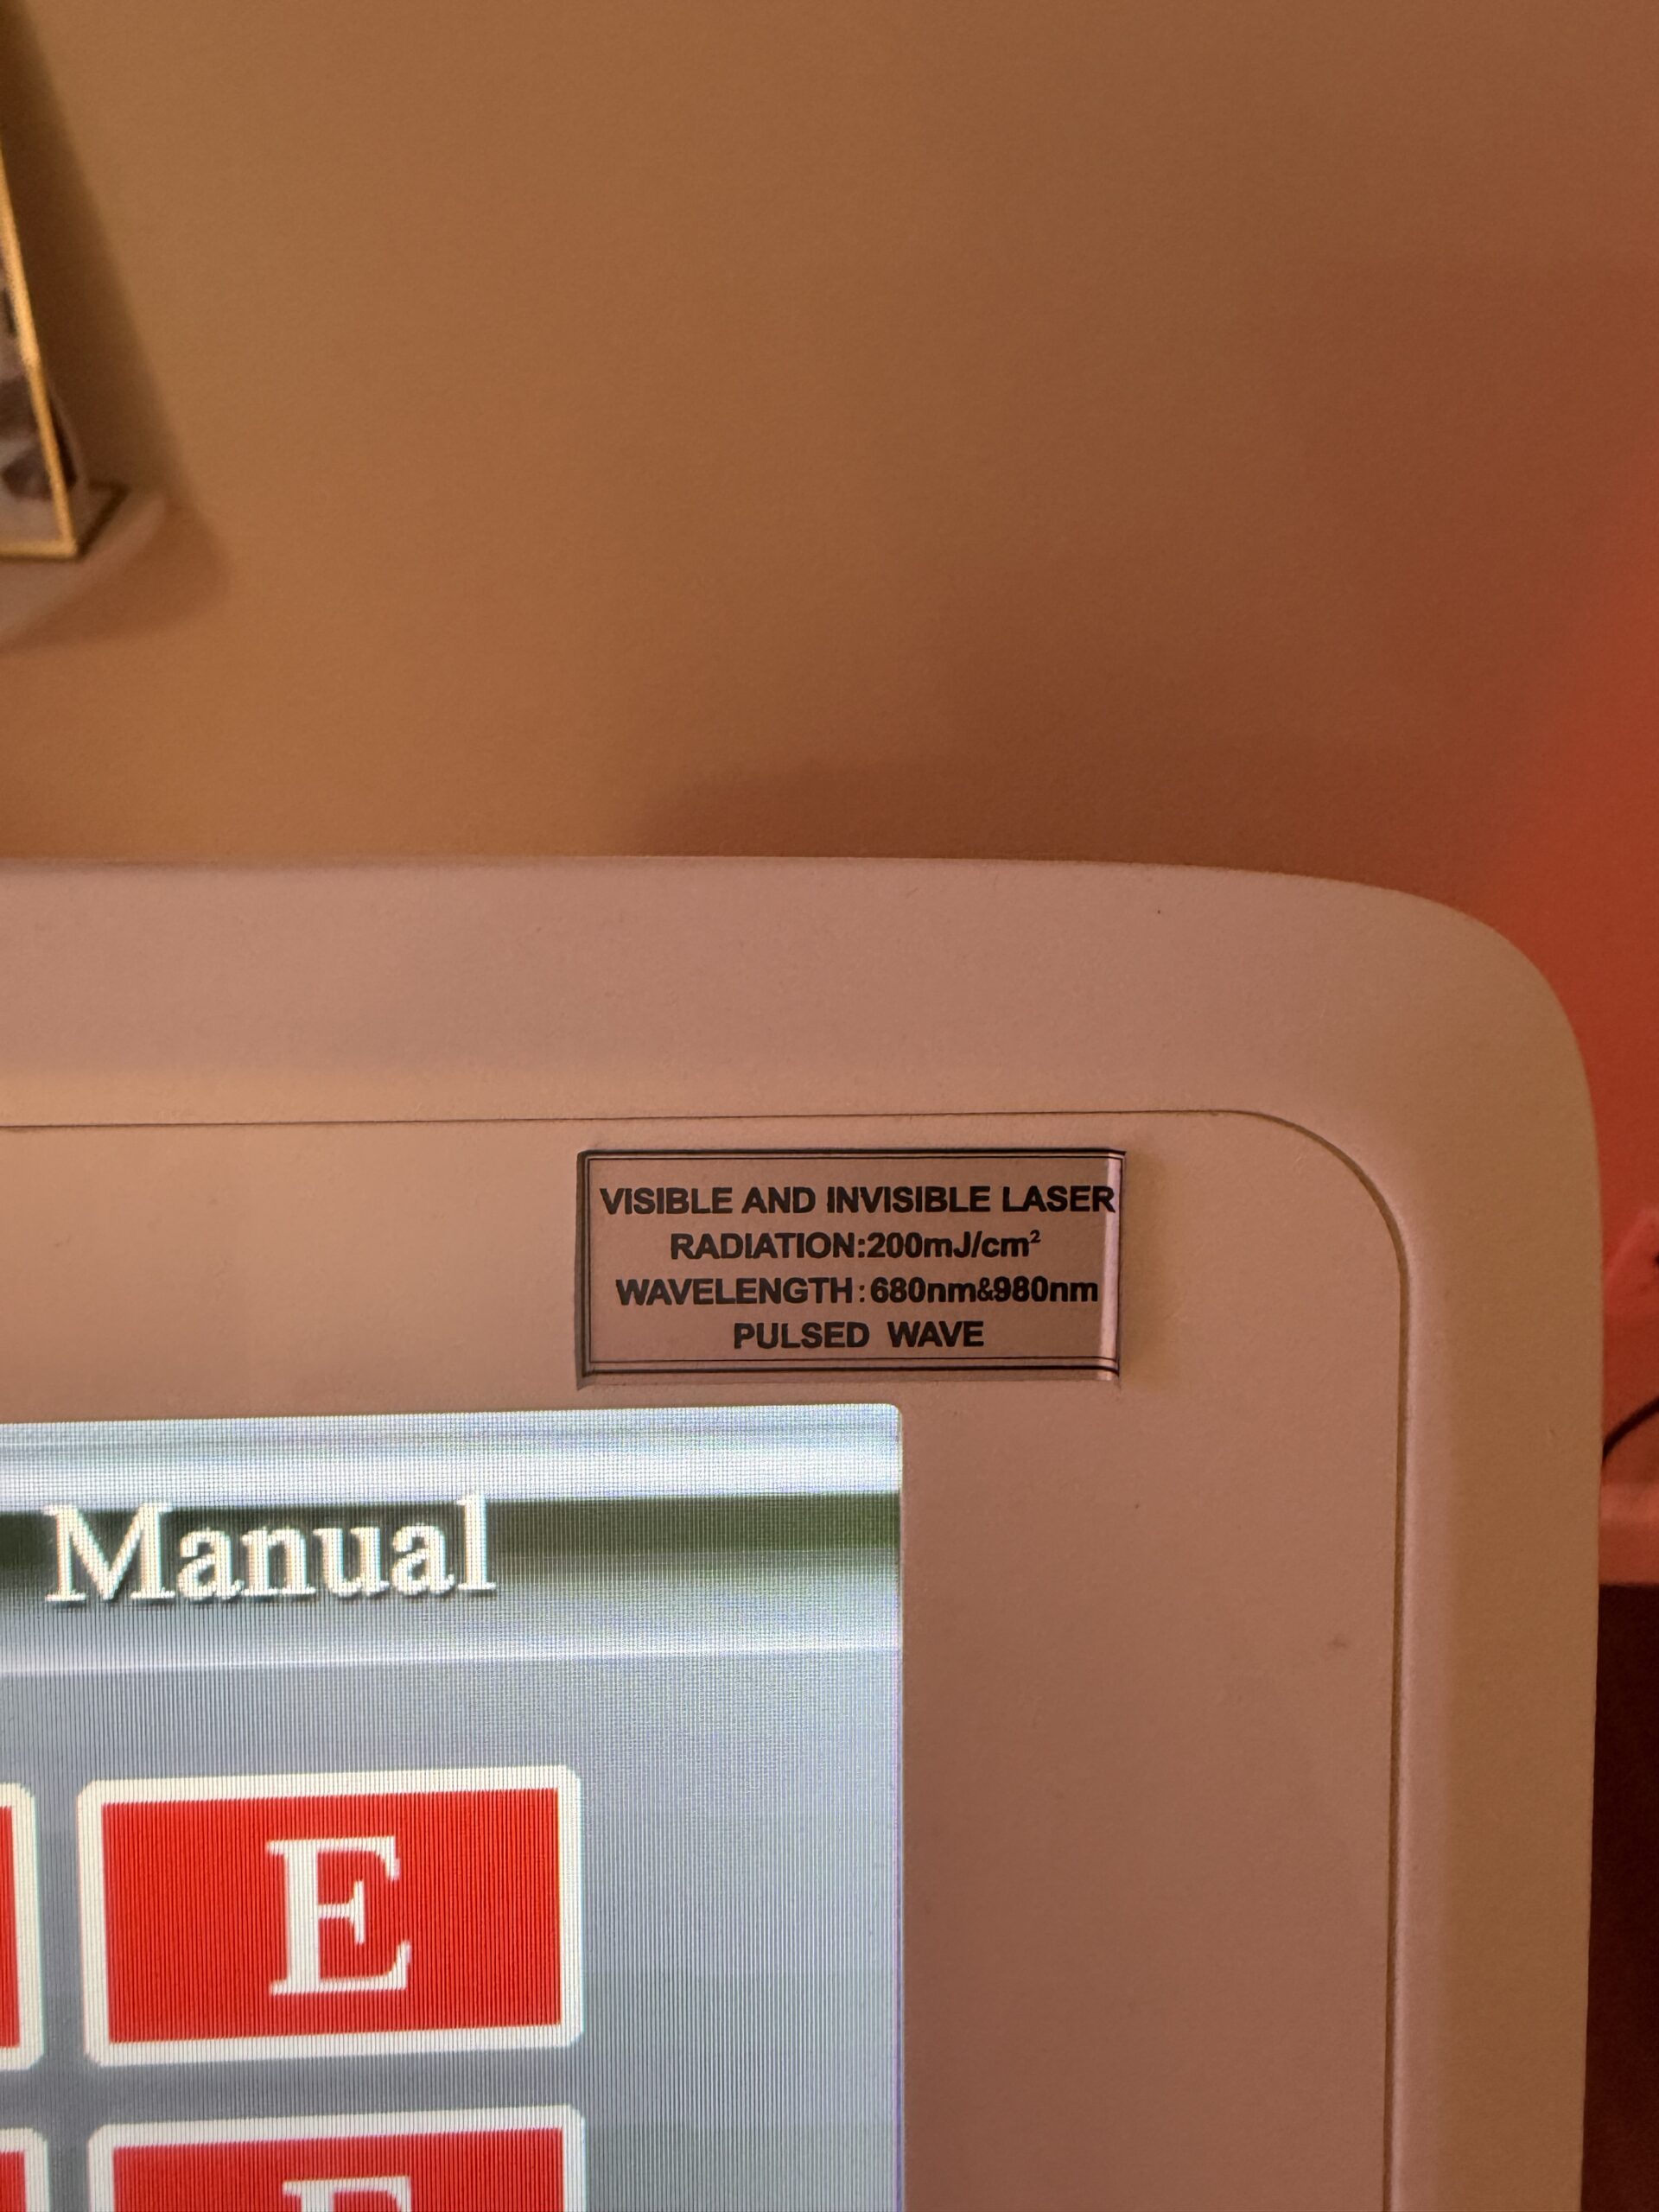 VISIBLE AND INVISIBLE LASER
RADIATION:200mJ/cm²
WAVELENGTH:680nm&980nm
PULSED WAVE
Manual
E
E